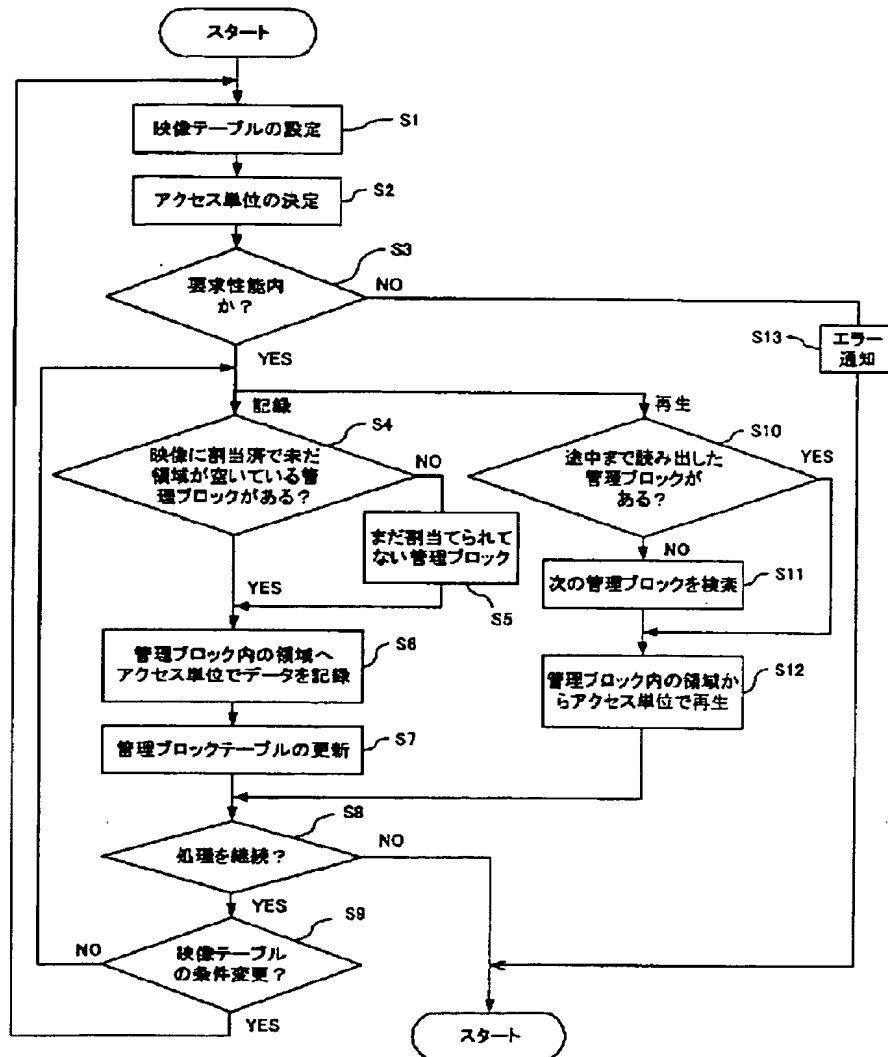 スタート
映像テーブルの設定
S1
アクセス単位の決定
S2
要求性能内
か?
S3
NO
YES
S13
エラー
通知
記録
再生
映像に割当済で未だ
領域が空いている管
理ブロックがある?
S4
NO
YES
まだ割当てられて
ない管理ブロック
S5
途中まで読み出した
管理ブロックが
ある?
S10
YES
NO
次の管理ブロックを検索
S11
管理ブロック内の領域へ
アクセス単位でデータを記録
S6
管理ブロック内の領域か
らアクセス単位で再生
S12
管理ブロックテーブルの更新
S7
処理を継続?
S8
NO
YES
映像テーブル
の条件変更?
S9
NO
YES
スタート